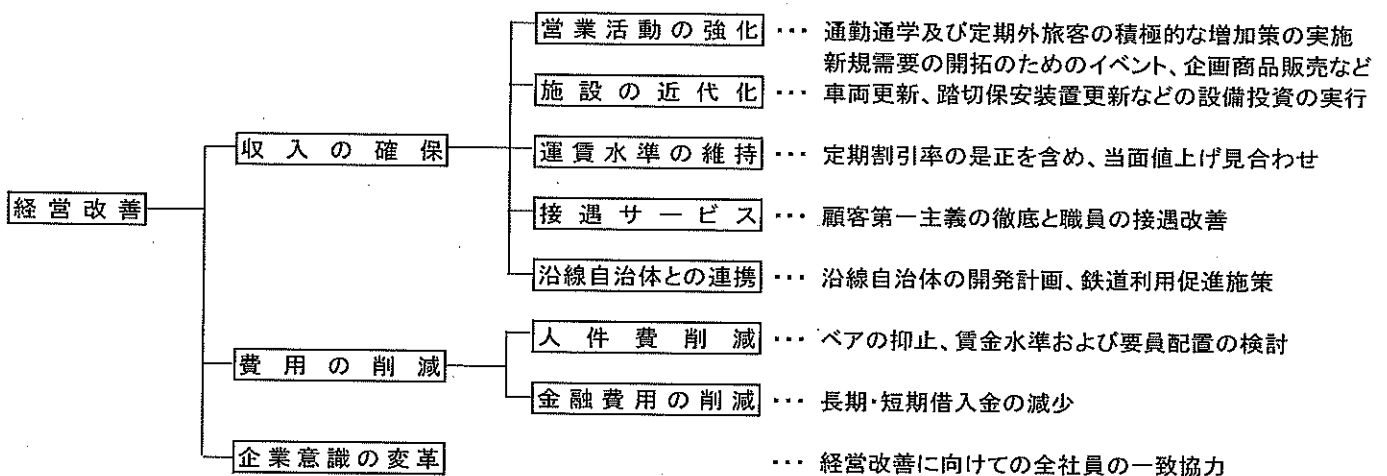 営業活動の強化 ・・・ 通勤通学及び定期外旅客の積極的な増加策の実施
新規需要の開拓のためのイベント、企画商品販売など
施設の近代化 ・・・ 車両更新、踏切保安装置更新などの設備投資の実行
収入の確保
運賃水準の維持 ・・・ 定期割引率の是正を含め、当面値上げ見合わせ
経営改善
接遇サービス ・・・ 顧客第一主義の徹底と職員の接遇改善
沿線自治体との連携 ・・・ 沿線自治体の開発計画、鉄道利用促進施策
人件費削減 ・・・ ベアの抑止、賃金水準および要員配置の検討
費用の削減
金融費用の削減 ・・・ 長期・短期借入金の減少
企業意識の変革 ・・・ 経営改善に向けての全社員の一致協力